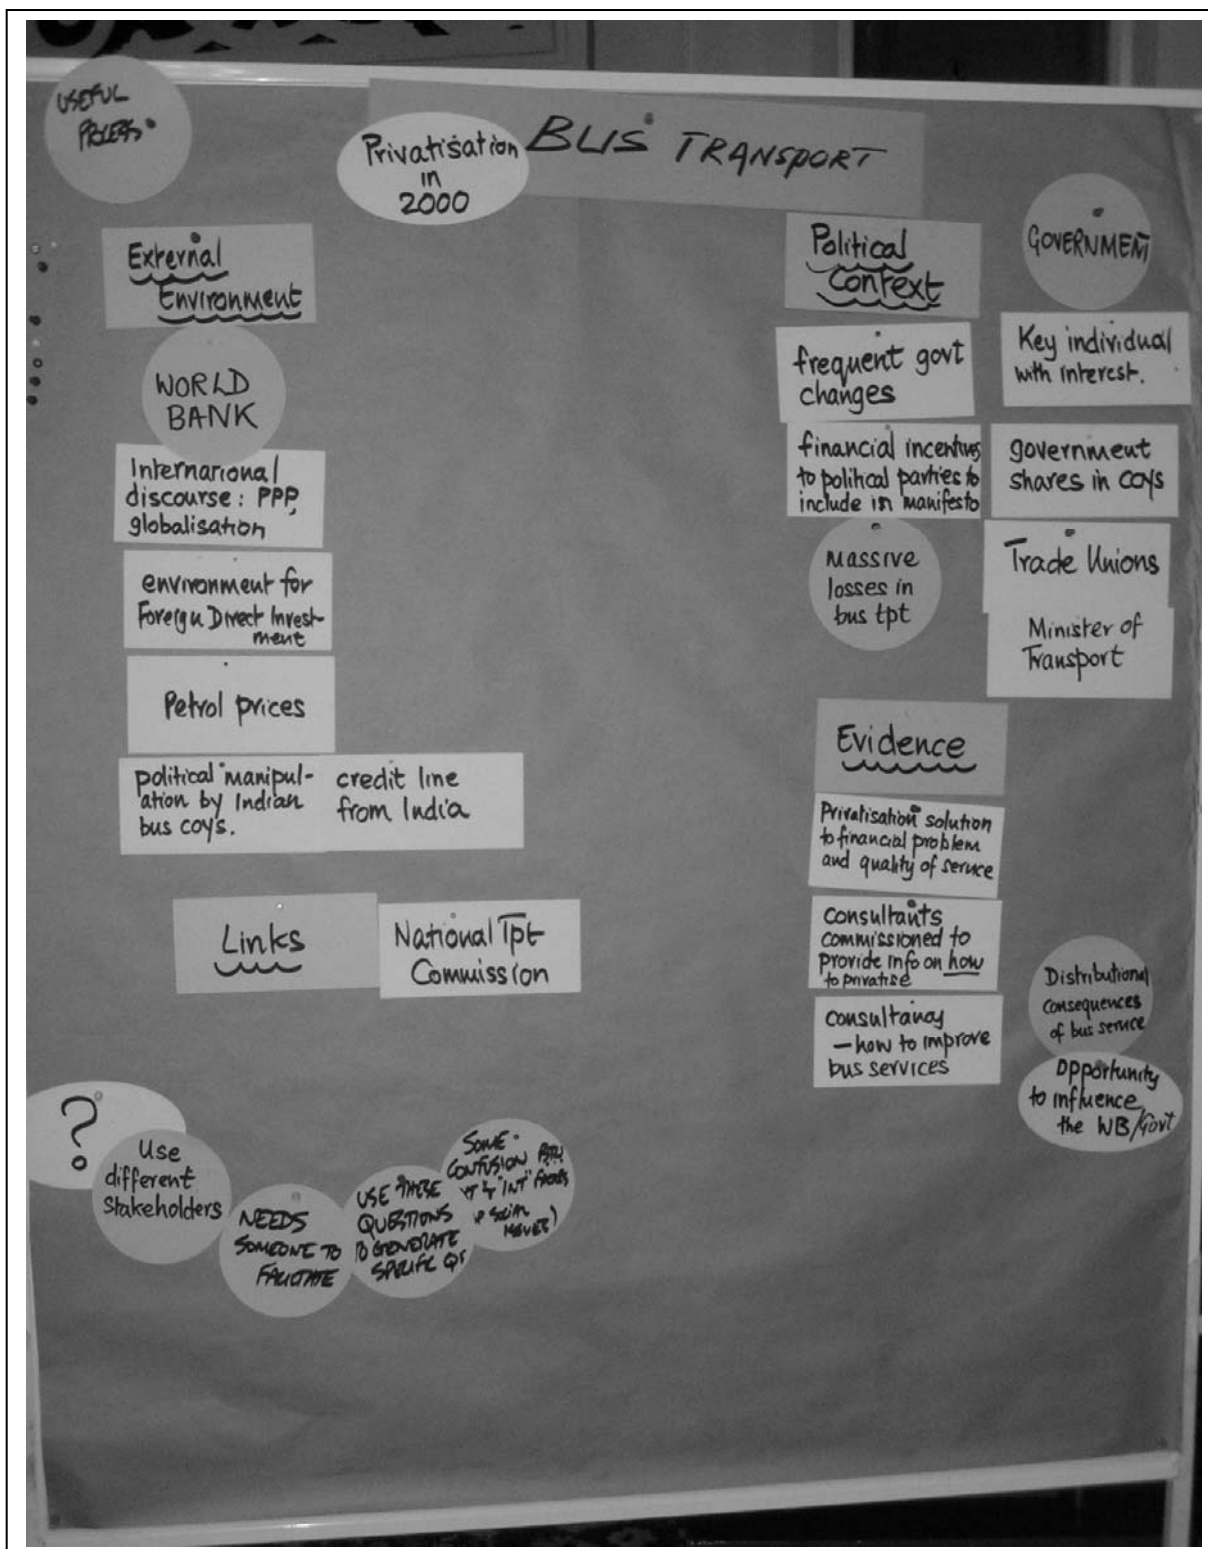 USEFUL
PROCESS
Privatisation
in
2000
BUS TRANSPORT
External
Environment
WORLD
BANK
International
discourse: PPP,
globalisation
environment for
Foreign Direct Invest-
ment
Petrol prices
political manipul-
ation by Indian
bus coys.
credit line
from India
Links
National Tpt
Commission
Political
Context
GOVERNMENT
frequent govt
changes
Key individual
with interest.
financial incentives
to political parties to
include in manifesto
government
shares in coys
Massive
losses in
bus tpt
Trade Unions
Minister of
Transport
Evidence
Privatisation solution
to financial problem
and quality of service
Consultants
commissioned to
provide info on how
to privatise
consultancy
— how to improve
bus services
Distributional
consequences
of bus service
Opportunity
to influence
the WB/Govt
?
Use
different
Stakeholders
NEEDS
SOMEONE TO
FACILITATE
USE THESE
QUESTIONS
TO GENERATE
SPECIFIC QS
SOME
CONFUSION
"INT"